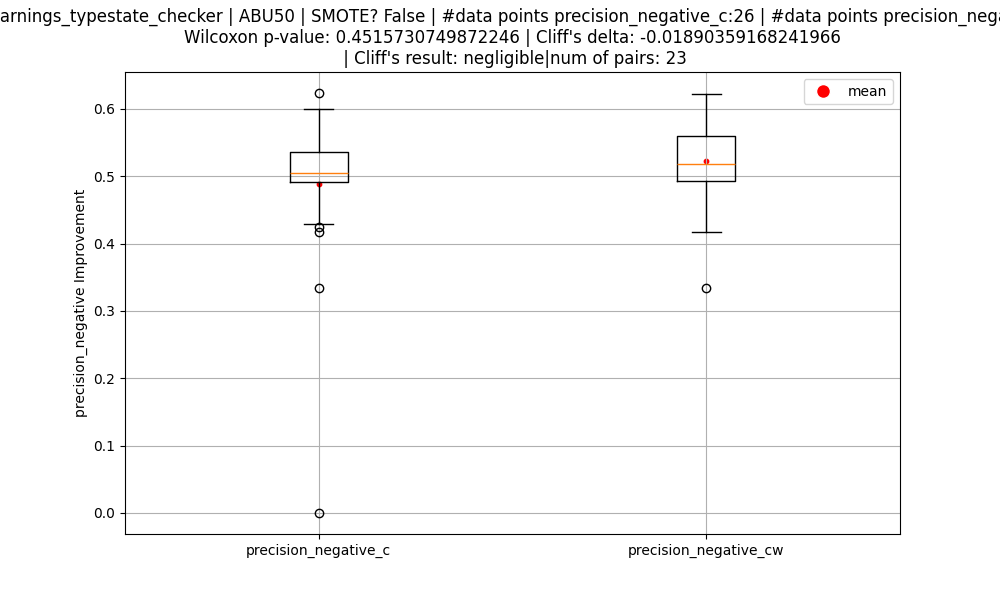 arnings_typestate_checker | ABU50 | SMOTE? False | #data points precision_negative_c:26 | #data points precision_neg
Wilcoxon p-value: 0.4515730749872246 | Cliff's delta: -0.01890359168241966
| Cliff's result: negligible|num of pairs: 23
mean
precision_negative Improvement
0.6
0.5
0.4
0.3
0.2
0.1
0.0
precision_negative_c
precision_negative_cw